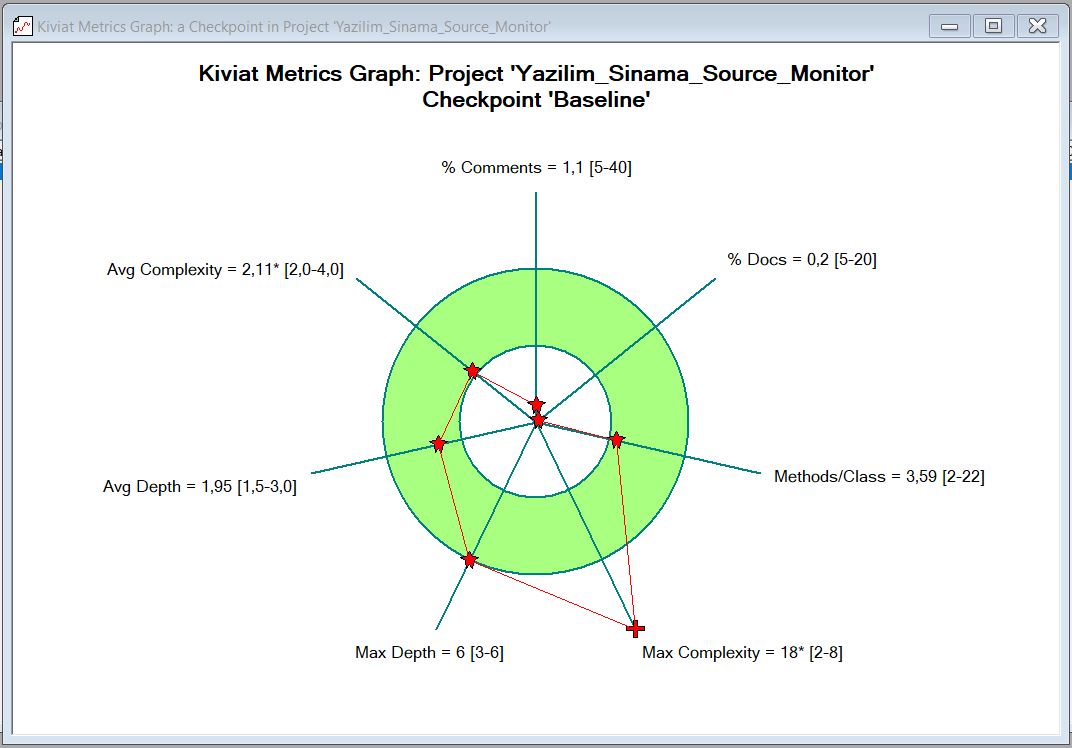 Kiviat Metrics Graph: a Checkpoint in Project 'Yazilim_Sinama_Source_Monitor'
Kiviat Metrics Graph: Project 'Yazilim_Sinama_Source_Monitor'
Checkpoint 'Baseline'
% Comments = 1,1 [5-40]
% Docs = 0,2 [5-20]
Avg Complexity = 2,11* [2,0-4,0]
Methods/Class = 3,59 [2-22]
Avg Depth = 1,95 [1,5-3,0]
Max Depth = 6 [3-6]
Max Complexity = 18* [2-8]